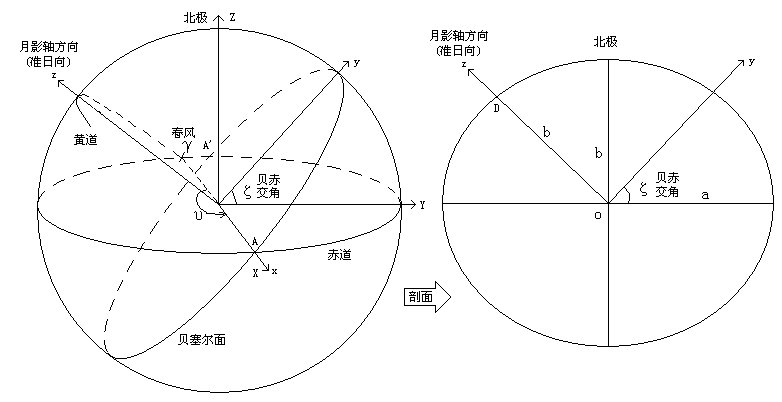 北极 Z
月影轴方向
(准日向)
z
y
黄道
春风
γ
A'
贝赤
交角
ζ
υ
Y
A
X x
赤道
贝塞尔面
剖面
北极
月影轴方向
(准日向)
z
y
D
b
b
贝赤
交角
ζ
a
O